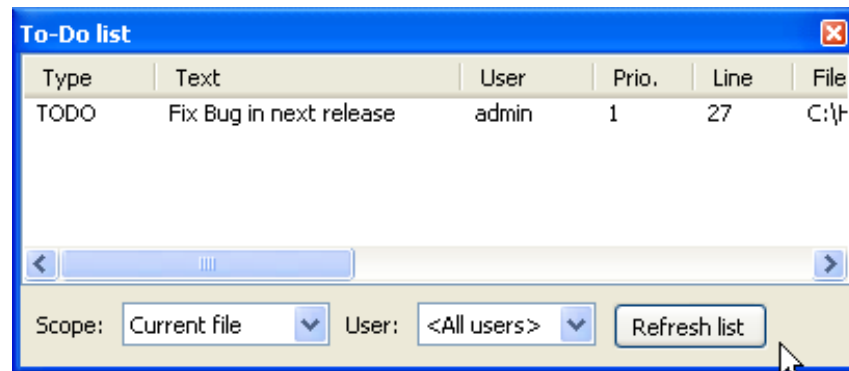 To-Do list
Type Text User Prio. Line File
TODO Fix Bug in next release admin 1 27 C:\
Scope: Current file User: <All users> Refresh list